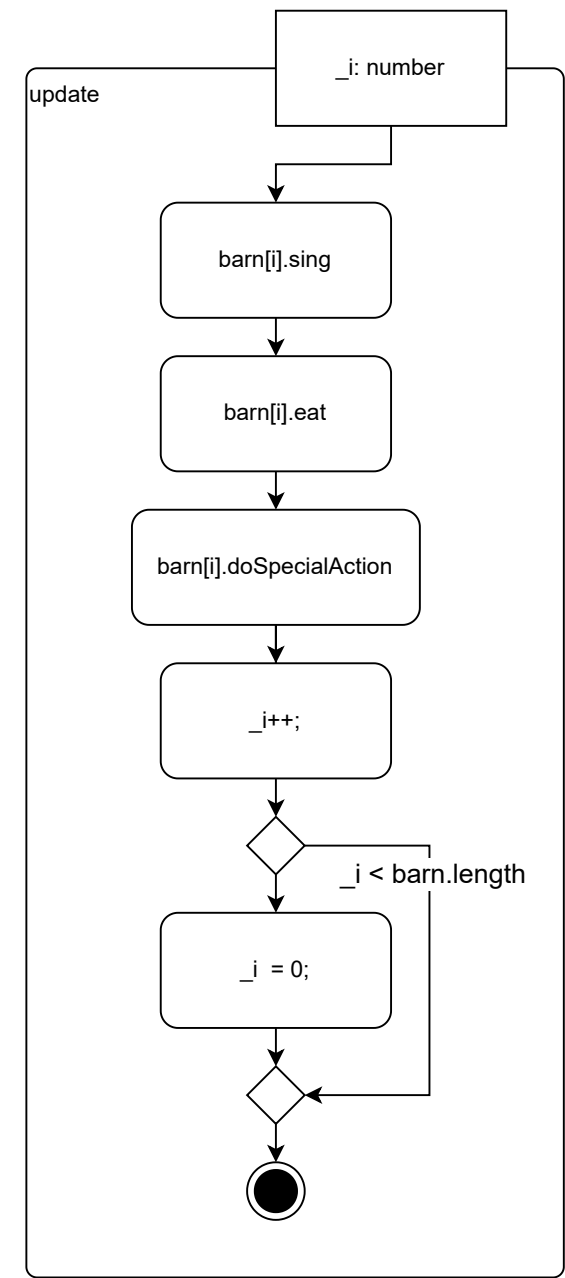 _i: number
update
barn[i].sing
barn[i].eat
barn[i].doSpecialAction
_i++;
_i < barn.length
_i  = 0;